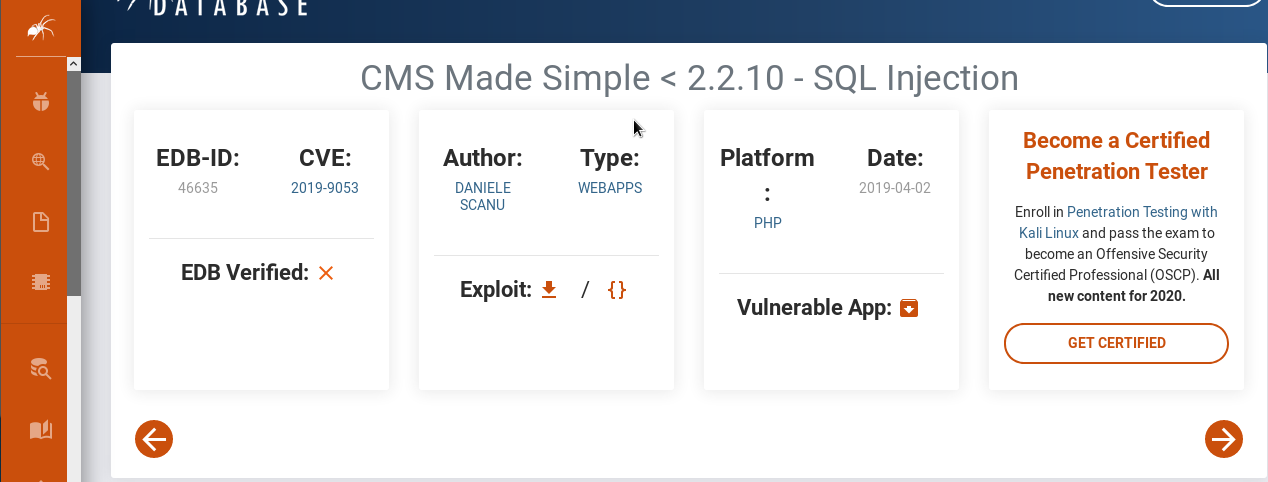 DATABASE
CMS Made Simple < 2.2.10 - SQL Injection
EDB-ID:
46635
CVE:
2019-9053
EDB Verified:
Author:
DANIELE
SCANU
Type:
WEBAPPS
Exploit: / {}
Platform
:
PHP
Date:
2019-04-02
Vulnerable App:
Become a Certified
Penetration Tester
Enroll in Penetration Testing with
Kali Linux and pass the exam to
become an Offensive Security
Certified Professional (OSCP). All
new content for 2020.
GET CERTIFIED